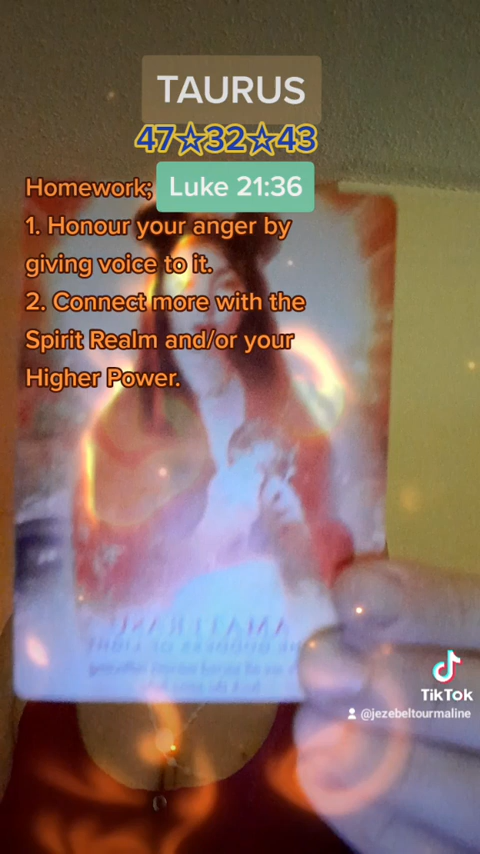 TAURUS
47☆32☆43
Homework; Luke 21:36
1. Honour your anger by
giving voice to it.
2. Connect more with the
Spirit Realm and/or your
Higher Power.
AMATERASU
TikTok
@jezebeltourmaline